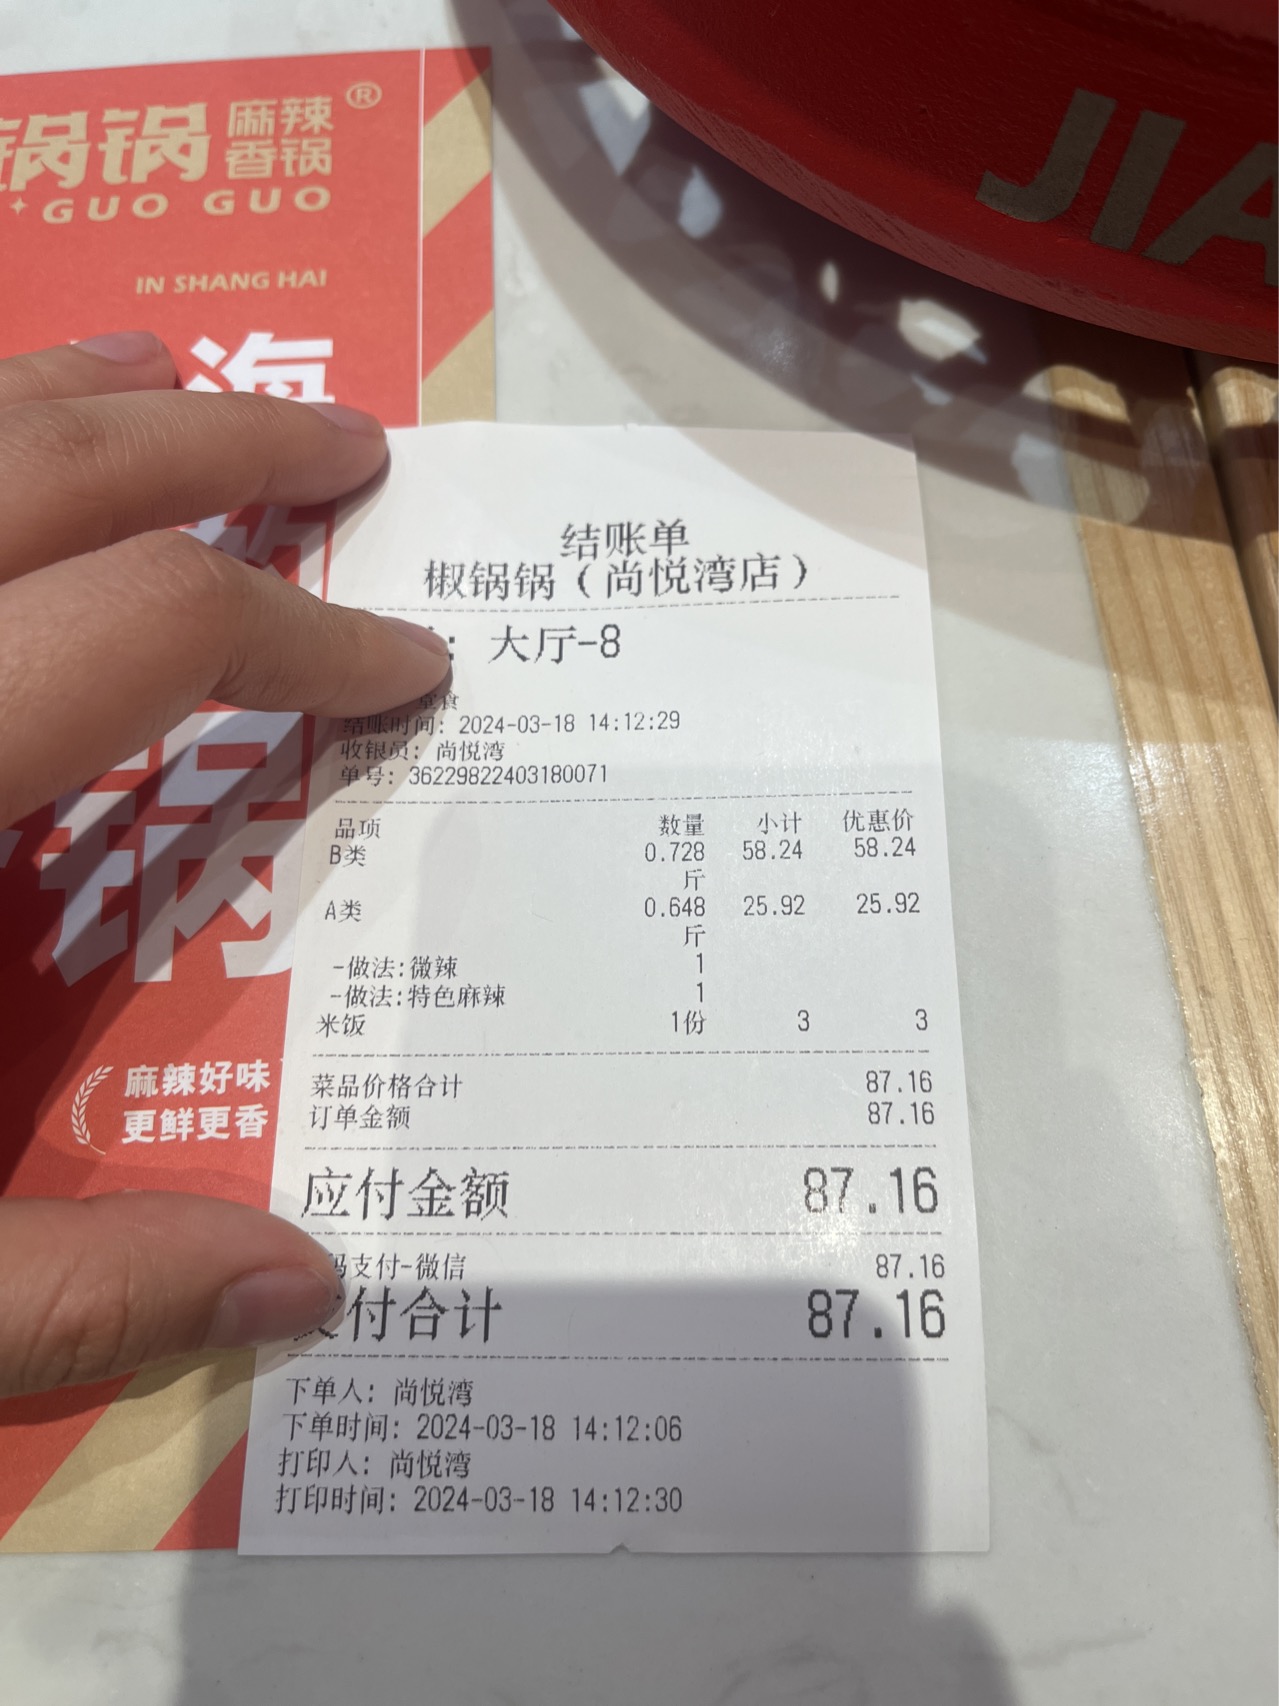 锅锅 麻辣香锅 ®
GUO GUO
IN SHANG HAI
海
锅
麻辣好味
更鲜更香
JIA
结账单
椒锅锅(尚悦湾店)
: 大厅-8
堂食
结账时间: 2024-03-18 14:12:29
收银员: 尚悦湾
单号: 36229822403180071
品项 数量 小计 优惠价
B类 0.728 58.24 58.24
斤
A类 0.648 25.92 25.92
斤
-做法:微辣 1
-做法:特色麻辣 1
米饭 1份 3 3
菜品价格合计 87.16
订单金额 87.16
应付金额 87.16
码支付-微信 87.16
付合计 87.16
下单人: 尚悦湾
下单时间: 2024-03-18 14:12:06
打印人: 尚悦湾
打印时间: 2024-03-18 14:12:30